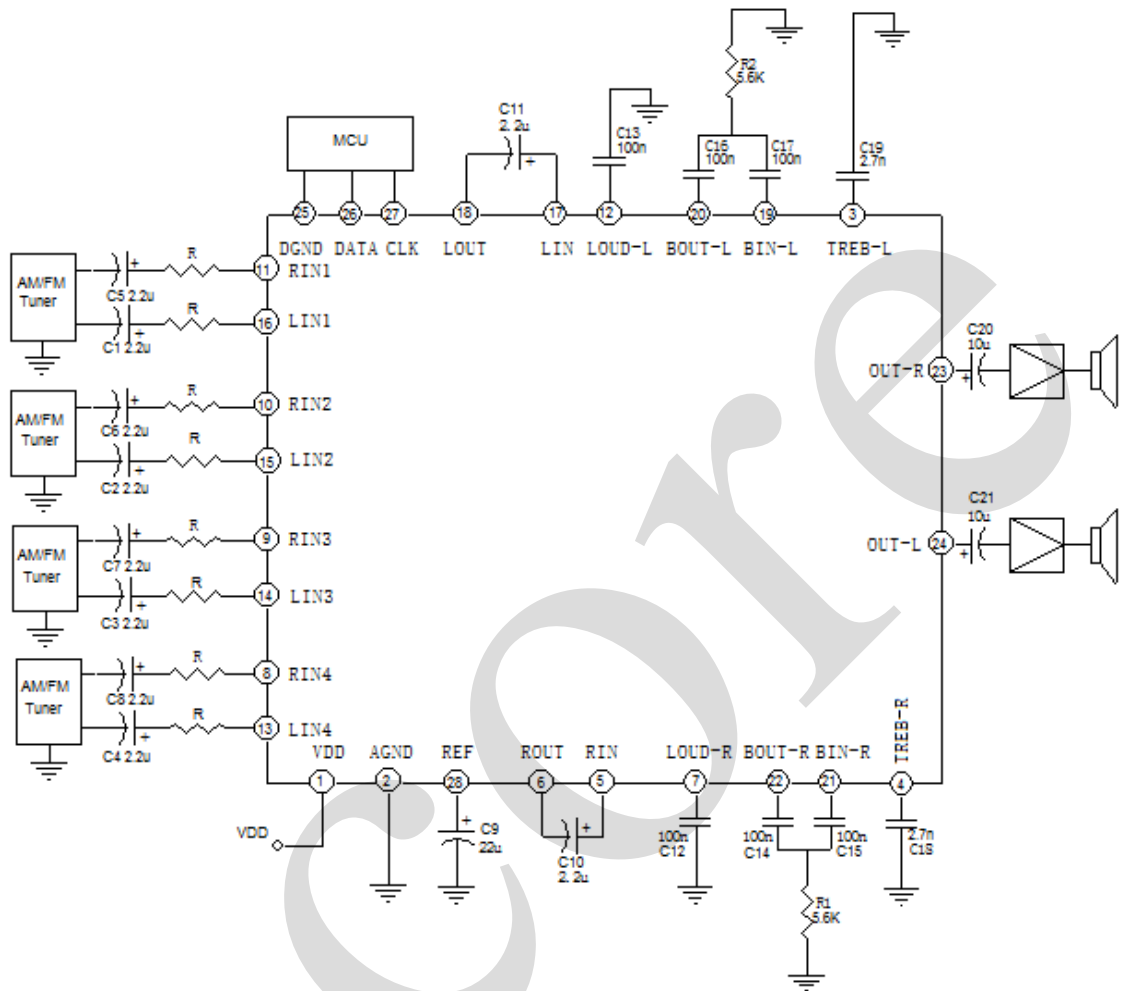 R2
5.6K
C11
2.2u
C13
100n
C16
100n
C17
100n
C19
2.7n
MCU
25
26
27
18
17
12
20
19
3
DGND
DATA
CLK
LOUT
LIN
LOUD-L
BOUT-L
BIN-L
TREB-L
AM/FM
Tuner
+
R
C5 2.2u
11
RIN1
+
R
C1 2.2u
16
LIN1
AM/FM
Tuner
+
R
C6 2.2u
10
RIN2
+
R
C2 2.2u
15
LIN2
AM/FM
Tuner
+
R
C7 2.2u
9
RIN3
+
R
C3 2.2u
14
LIN3
AM/FM
Tuner
+
R
C8 2.2u
8
RIN4
+
R
C4 2.2u
13
LIN4
OUT-R
23
C20
10u
+
OUT-L
24
C21
10u
+
VDD
AGND
REF
ROUT
RIN
LOUD-R
BOUT-R
BIN-R
TREB-R
1
2
28
6
5
7
22
21
4
VDD
+
C9
22u
+
C10
2.2u
100n
C12
100n
C14
100n
C15
2.7n
C18
R1
5.6K
core